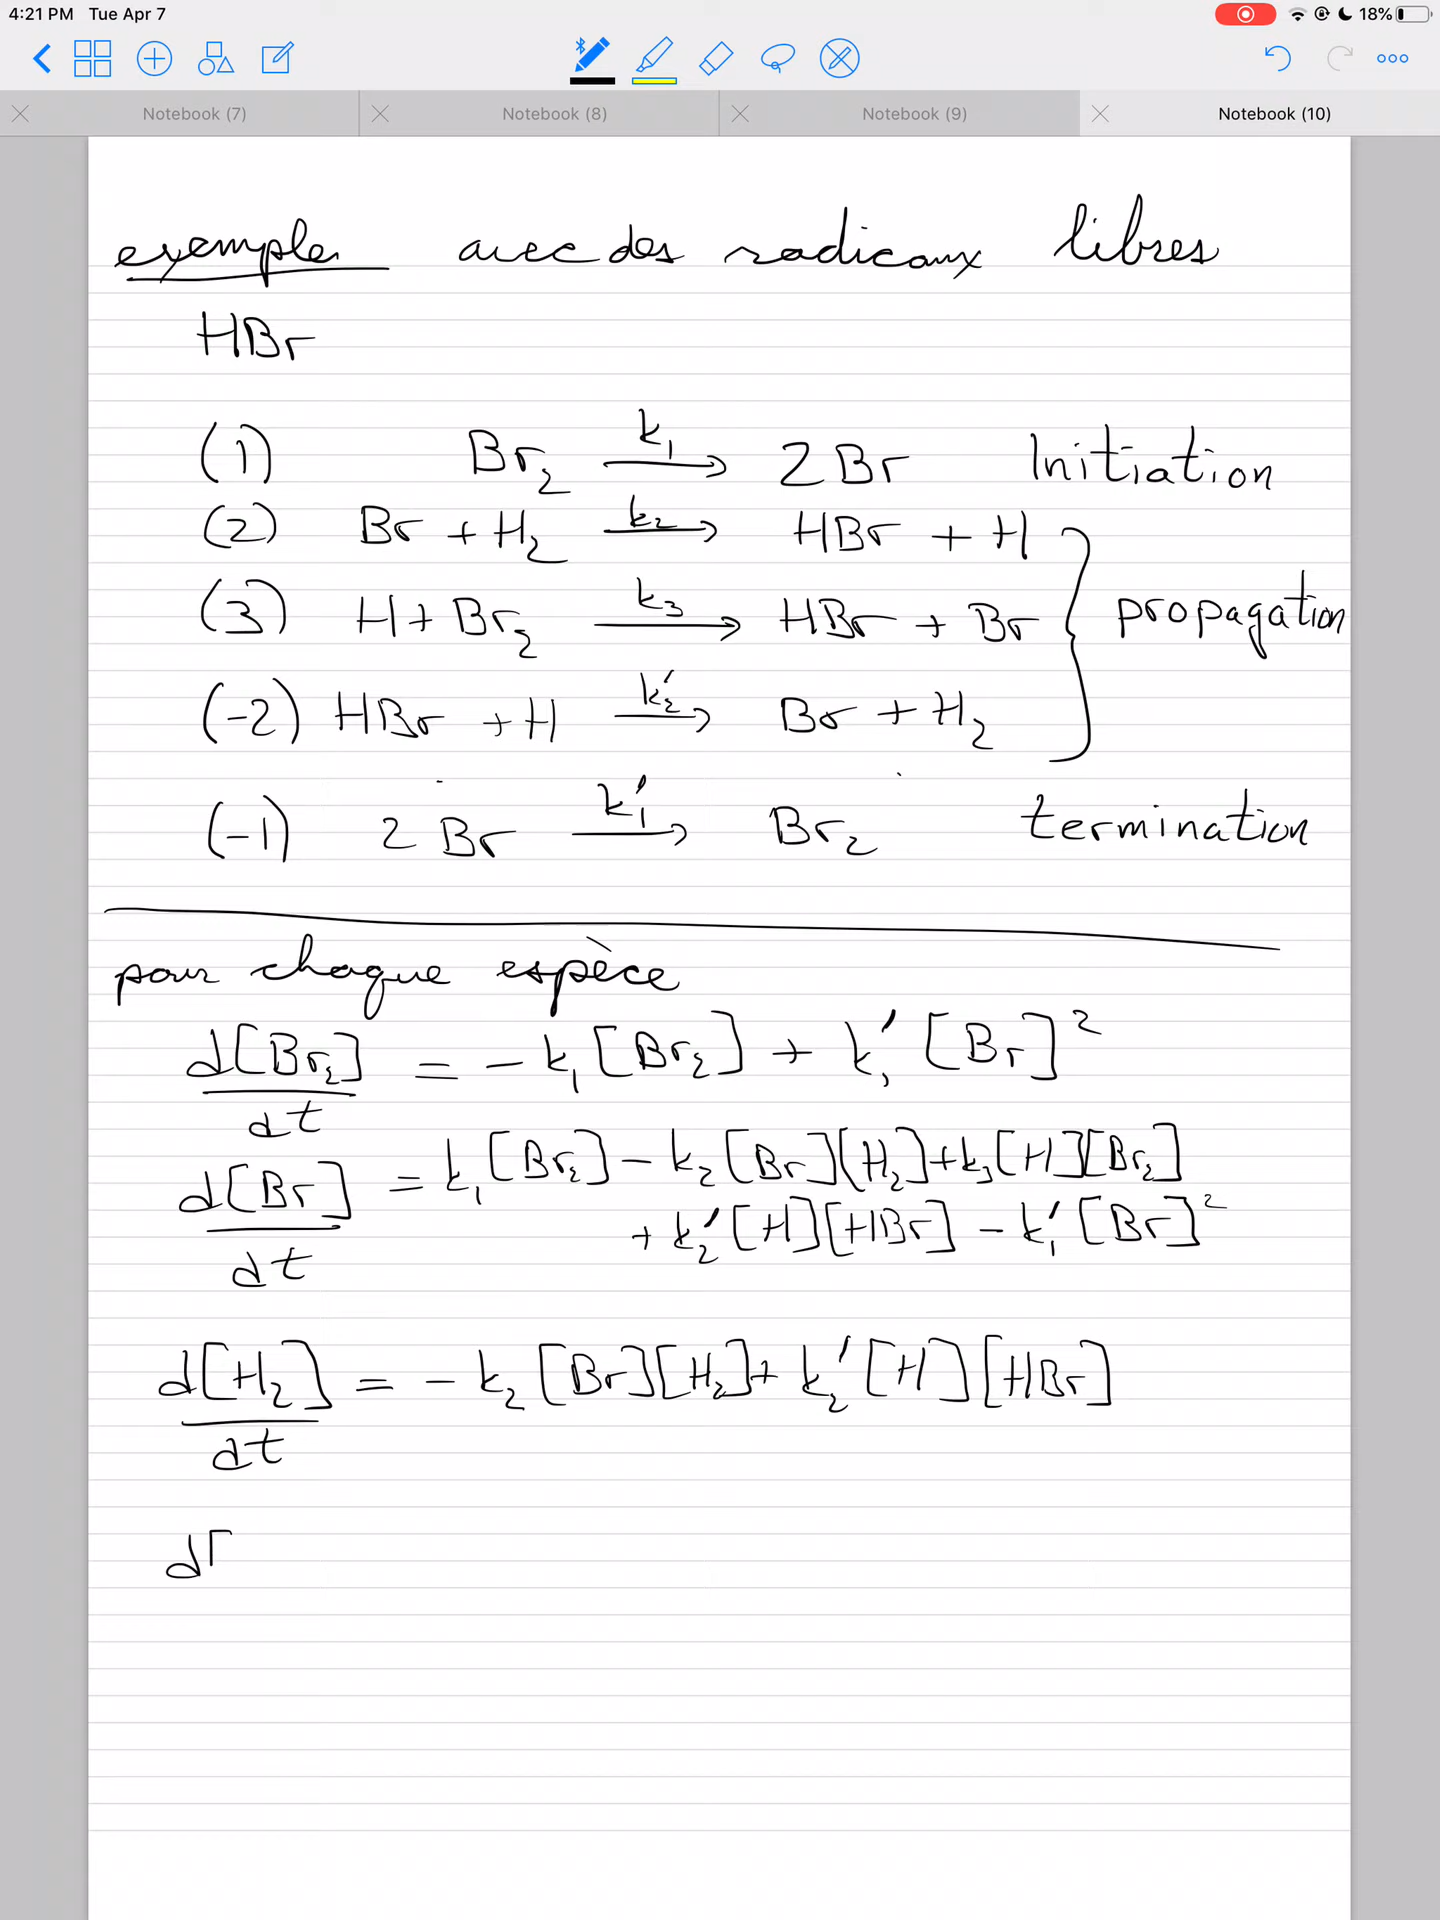 4:21 PM Tue Apr 7 18%
Notebook (7) Notebook (8) Notebook (9) Notebook (10)
exemple avec des radicaux libres
HBr
(1) Br₂ —k₁→ 2Br Initiation
(2) Br + H₂ —k₂→ HBr + H
(3) H + Br₂ —k₃→ HBr + Br
propagation
(-2) HBr + H —k₂'→ Br + H₂
(-1) 2 Br —k₁'→ Br₂ termination
pour chaque espèce
d[Br₂]/dt = - k₁[Br₂] + k₁'[Br]²
d[Br]/dt = k₁[Br₂] - k₂[Br][H₂] + k₃[H][Br₂]
+ k₂'[H][HBr] - k₁'[Br]²
d[H₂]/dt = - k₂[Br][H₂] + k₂'[H][HBr]
d[